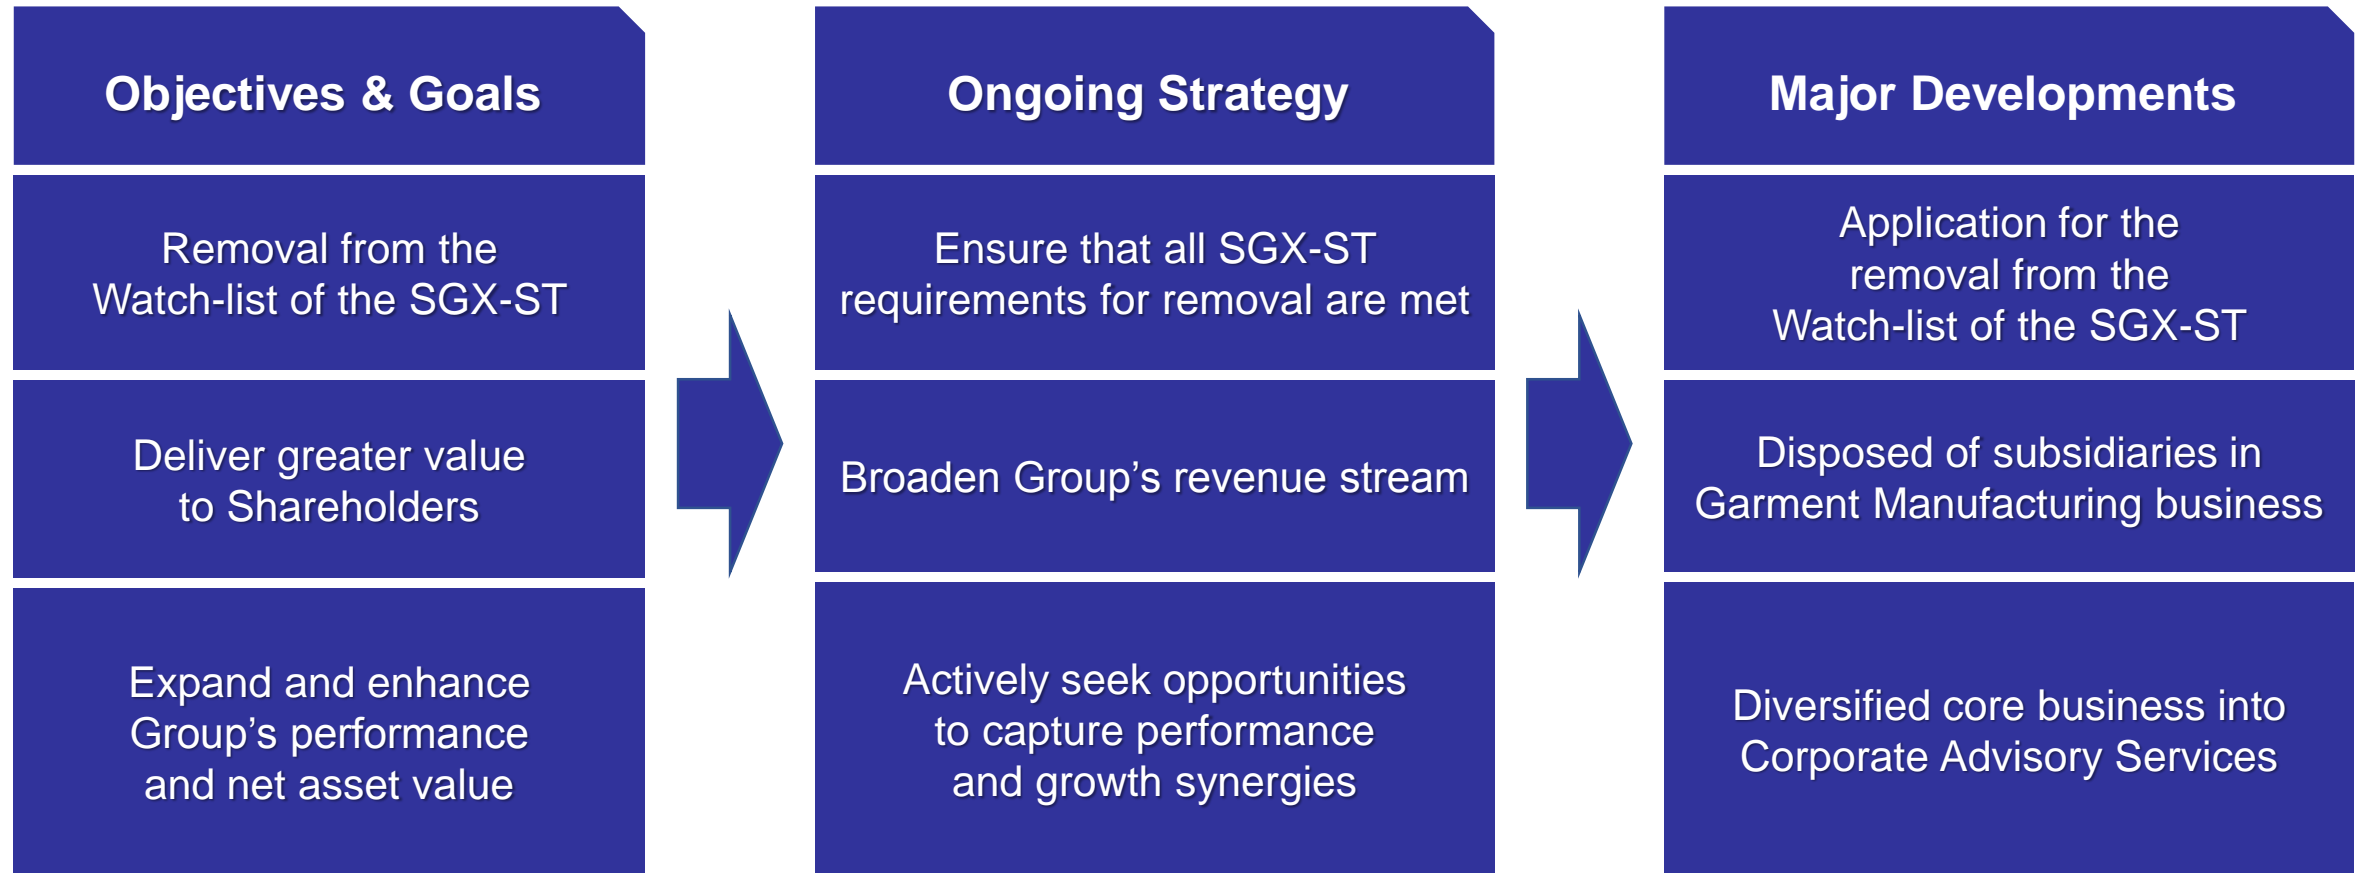 Objectives & Goals
Removal from the
Watch-list of the SGX-ST
Deliver greater value
to Shareholders
Expand and enhance
Group’s performance
and net asset value
Ongoing Strategy
Ensure that all SGX-ST
requirements for removal are met
Broaden Group’s revenue stream
Actively seek opportunities
to capture performance
and growth synergies
Major Developments
Application for the
removal from the
Watch-list of the SGX-ST
Disposed of subsidiaries in
Garment Manufacturing business
Diversified core business into
Corporate Advisory Services